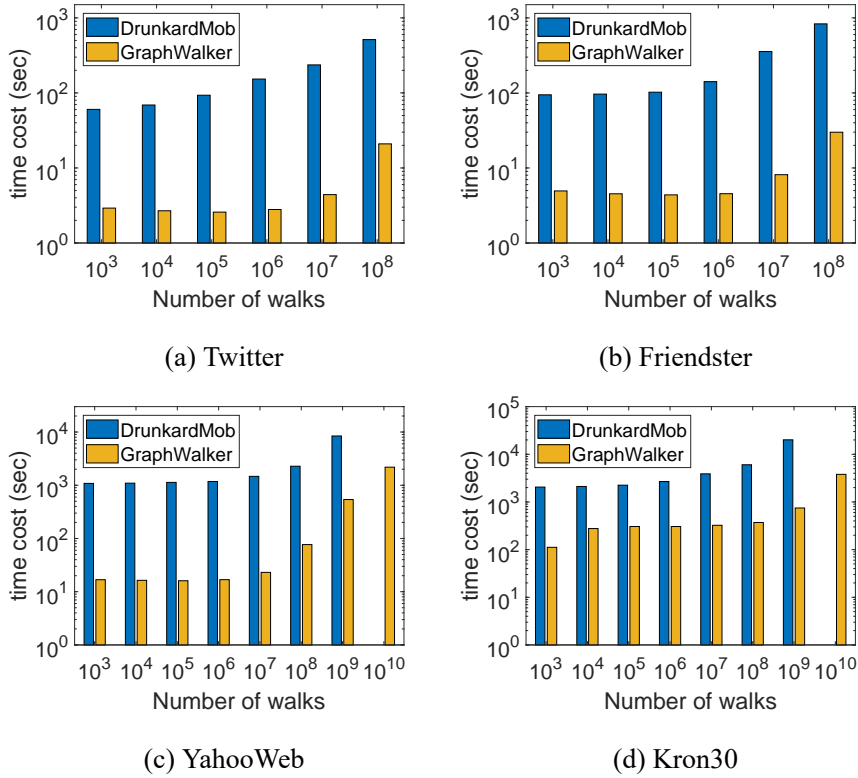 10^3
10^2
10^1
10^0
time cost (sec)
DrunkardMob
GraphWalker
10^3 10^4 10^5 10^6 10^7 10^8
Number of walks
(a) Twitter
10^3
10^2
10^1
10^0
time cost (sec)
DrunkardMob
GraphWalker
10^3 10^4 10^5 10^6 10^7 10^8
Number of walks
(b) Friendster
10^4
10^3
10^2
10^1
10^0
time cost (sec)
DrunkardMob
GraphWalker
10^3 10^4 10^5 10^6 10^7 10^8 10^9 10^10
Number of walks
(c) YahooWeb
10^5
10^4
10^3
10^2
10^1
10^0
time cost (sec)
DrunkardMob
GraphWalker
10^3 10^4 10^5 10^6 10^7 10^8 10^9 10^10
Number of walks
(d) Kron30